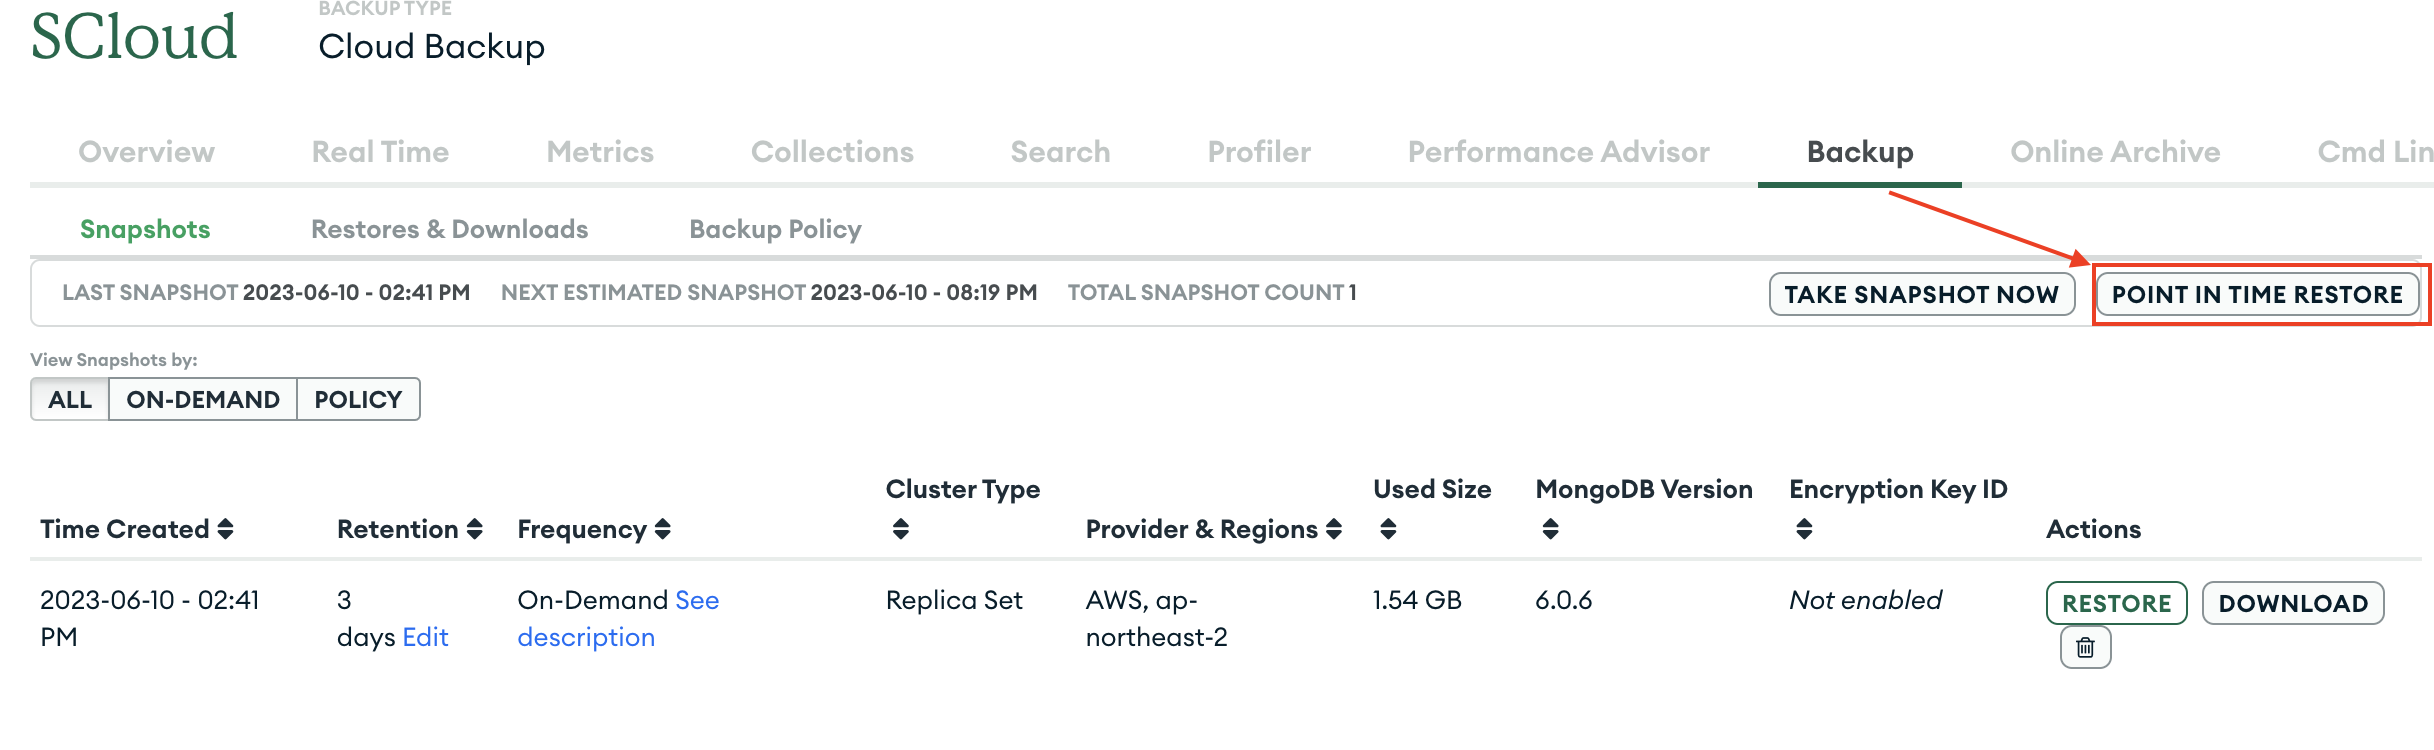 SCloud
BACKUP TYPE
Cloud Backup
Overview Real Time Metrics Collections Search Profiler Performance Advisor Backup Online Archive Cmd Lin
Snapshots Restores & Downloads Backup Policy
LAST SNAPSHOT 2023-06-10 - 02:41 PM NEXT ESTIMATED SNAPSHOT 2023-06-10 - 08:19 PM TOTAL SNAPSHOT COUNT 1 TAKE SNAPSHOT NOW POINT IN TIME RESTORE
View Snapshots by:
ALL ON-DEMAND POLICY
Cluster Type Used Size MongoDB Version Encryption Key ID
Time Created Retention Frequency Provider & Regions Actions
2023-06-10 - 02:41 3 On-Demand See Replica Set AWS, ap- 1.54 GB 6.0.6 Not enabled RESTORE DOWNLOAD
PM days Edit description northeast-2